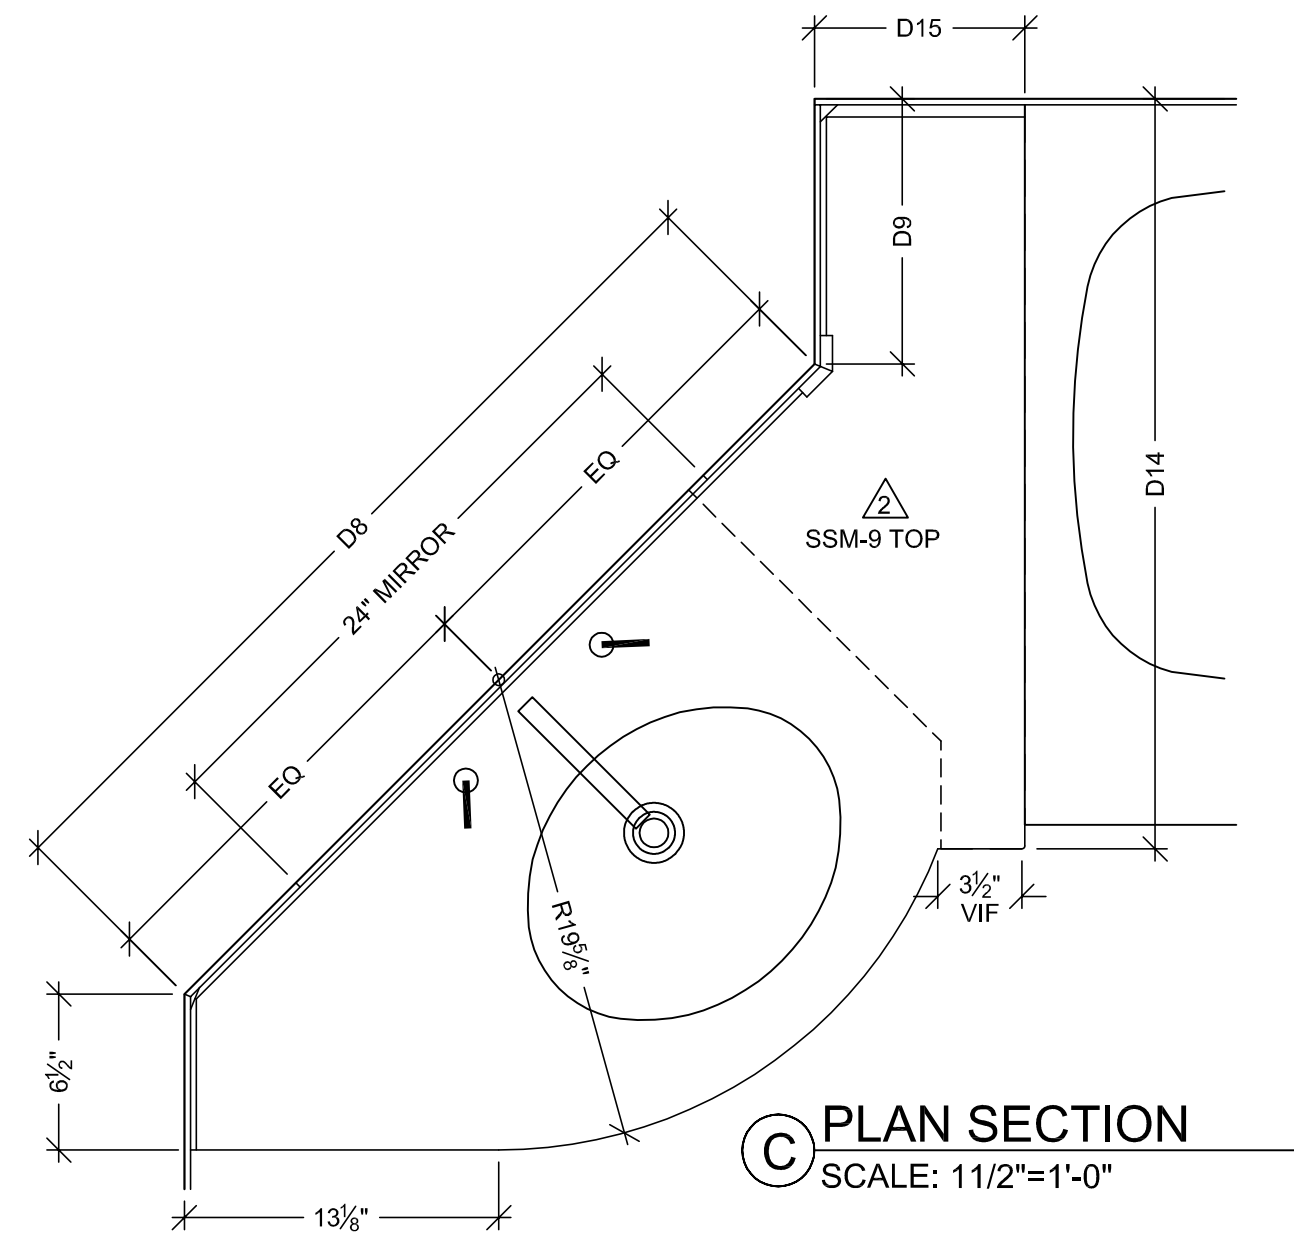 D15
D9
D14
D8
EQ
24" MIRROR
EQ
2
SSM-9 TOP
3½"
VIF
R19⅝"
6½"
13⅛"
C
PLAN SECTION
SCALE: 11/2"=1'-0"